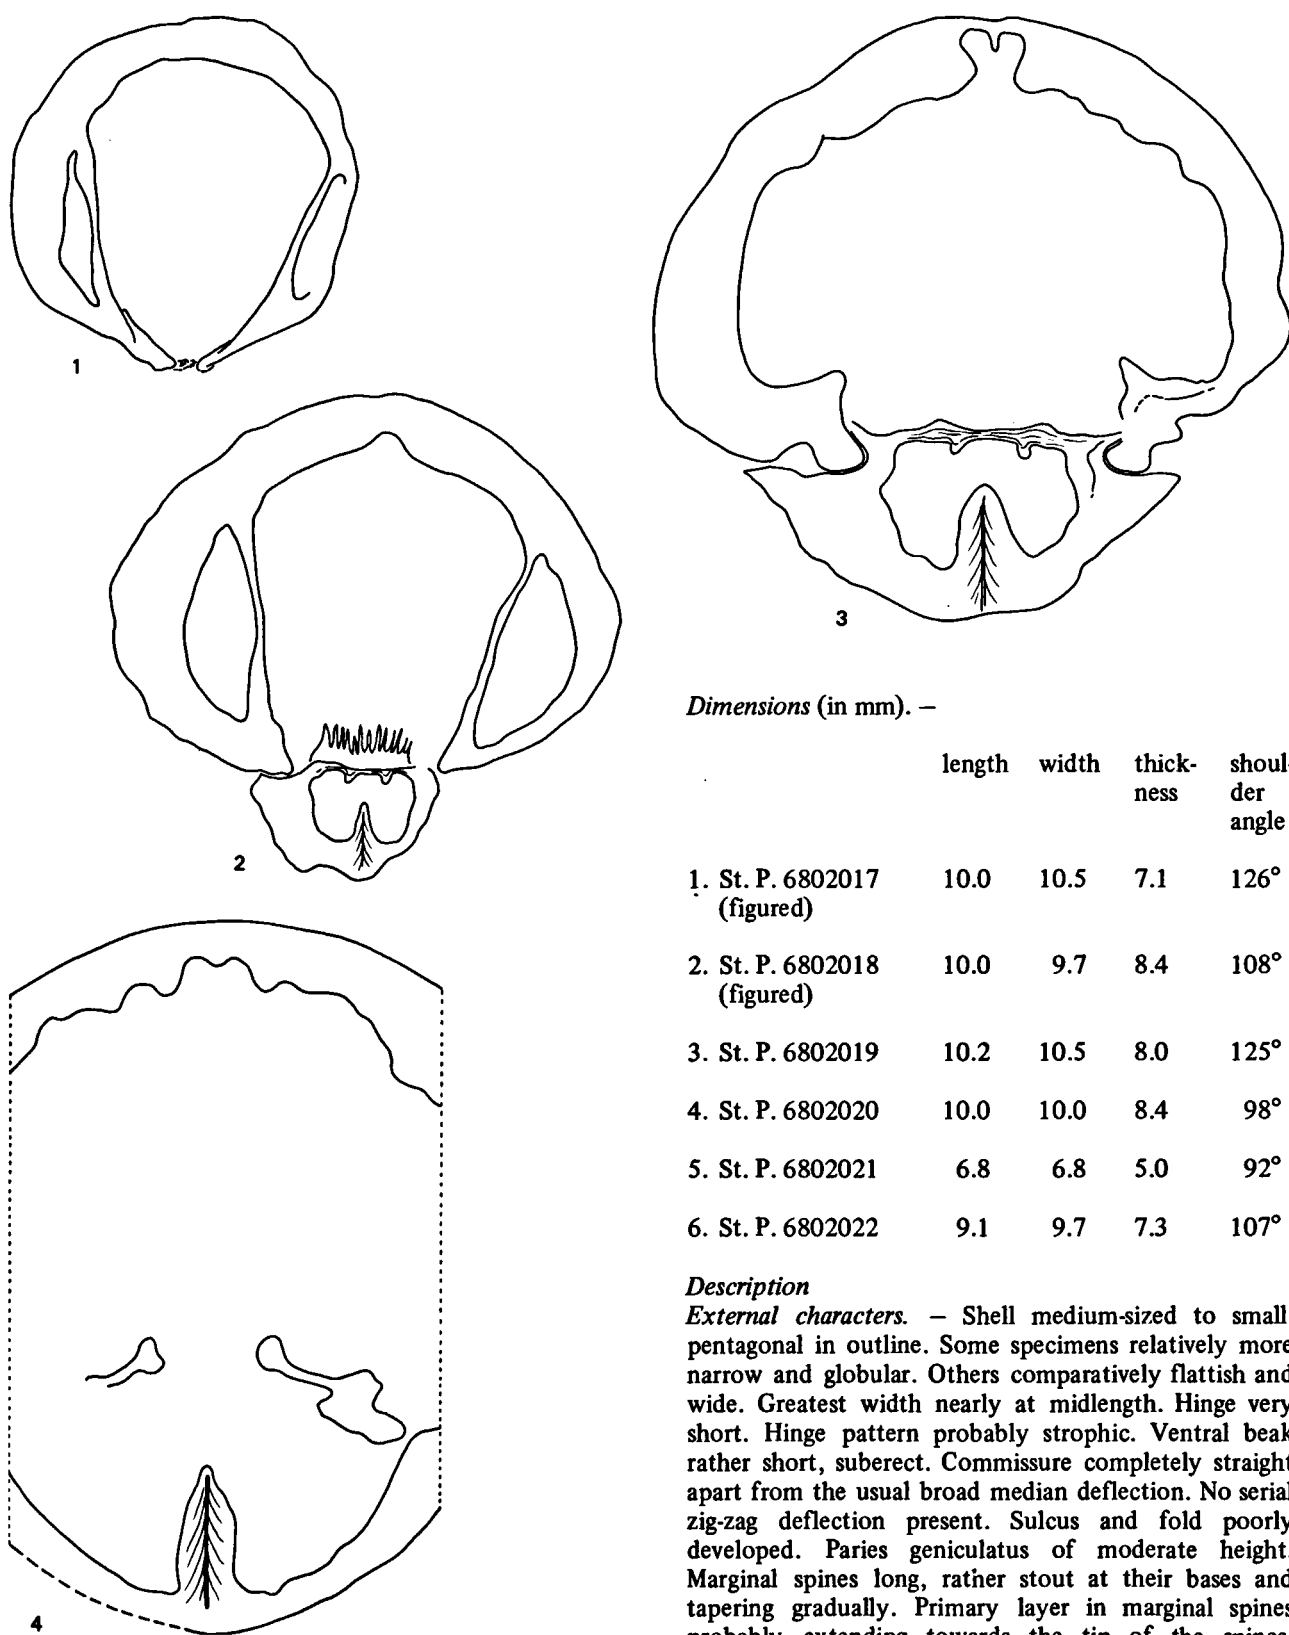 1
2
3
4
Dimensions (in mm). –
length width thick- shoul-
ness der
angle
1. St. P. 6802017 10.0 10.5 7.1 126°
(figured)
2. St. P. 6802018 10.0 9.7 8.4 108°
(figured)
3. St. P. 6802019 10.2 10.5 8.0 125°
4. St. P. 6802020 10.0 10.0 8.4 98°
5. St. P. 6802021 6.8 6.8 5.0 92°
6. St. P. 6802022 9.1 9.7 7.3 107°
Description
External characters. – Shell medium-sized to small
pentagonal in outline. Some specimens relatively more
narrow and globular. Others comparatively flattish and
wide. Greatest width nearly at midlength. Hinge very
short. Hinge pattern probably strophic. Ventral beak
rather short, suberect. Commissure completely straight
apart from the usual broad median deflection. No serial
zig-zag deflection present. Sulcus and fold poorly
developed. Paries geniculatus of moderate height.
Marginal spines long, rather stout at their bases and
tapering gradually. Primary layer in marginal spines
probably extending towards the tip of the spines.